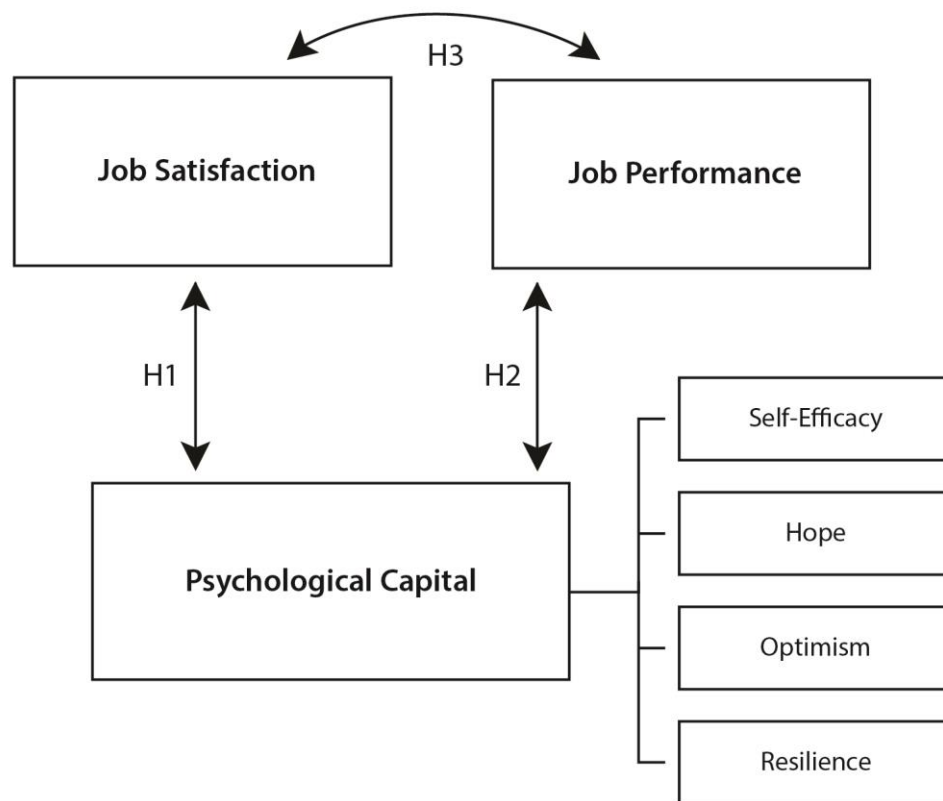 H3
Job Satisfaction
Job Performance
H1
H2
Self-Efficacy
Hope
Psychological Capital
Optimism
Resilience